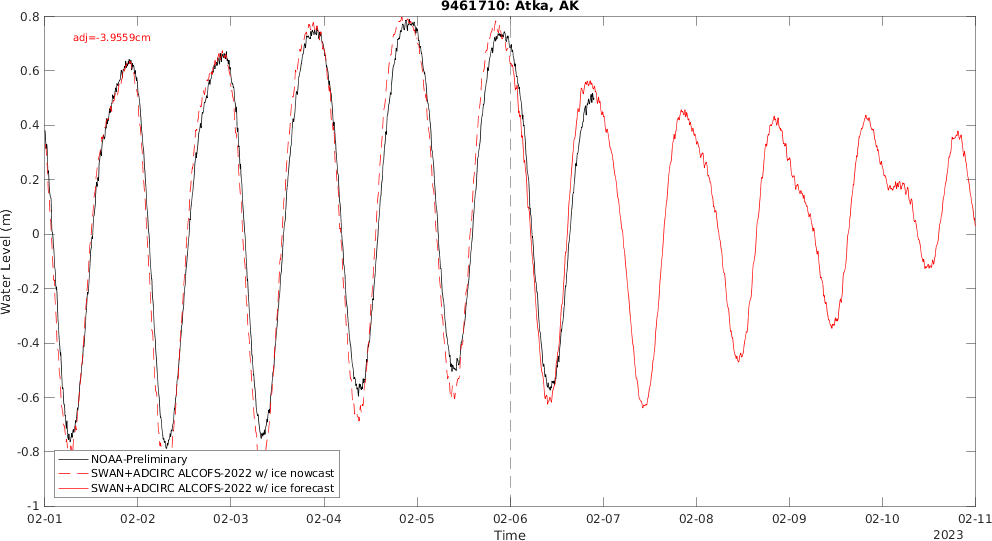 9461710: Atka, AK
adj=-3.9559cm
0.8
0.6
0.4
0.2
0
-0.2
-0.4
-0.6
-0.8
-1
Water Level (m)
NOAA-Preliminary
SWAN+ADCIRC ALCOFS-2022 w/ ice nowcast
SWAN+ADCIRC ALCOFS-2022 w/ ice forecast
02-01 02-02 02-03 02-04 02-05 02-06 02-07 02-08 02-09 02-10 02-11
Time
2023